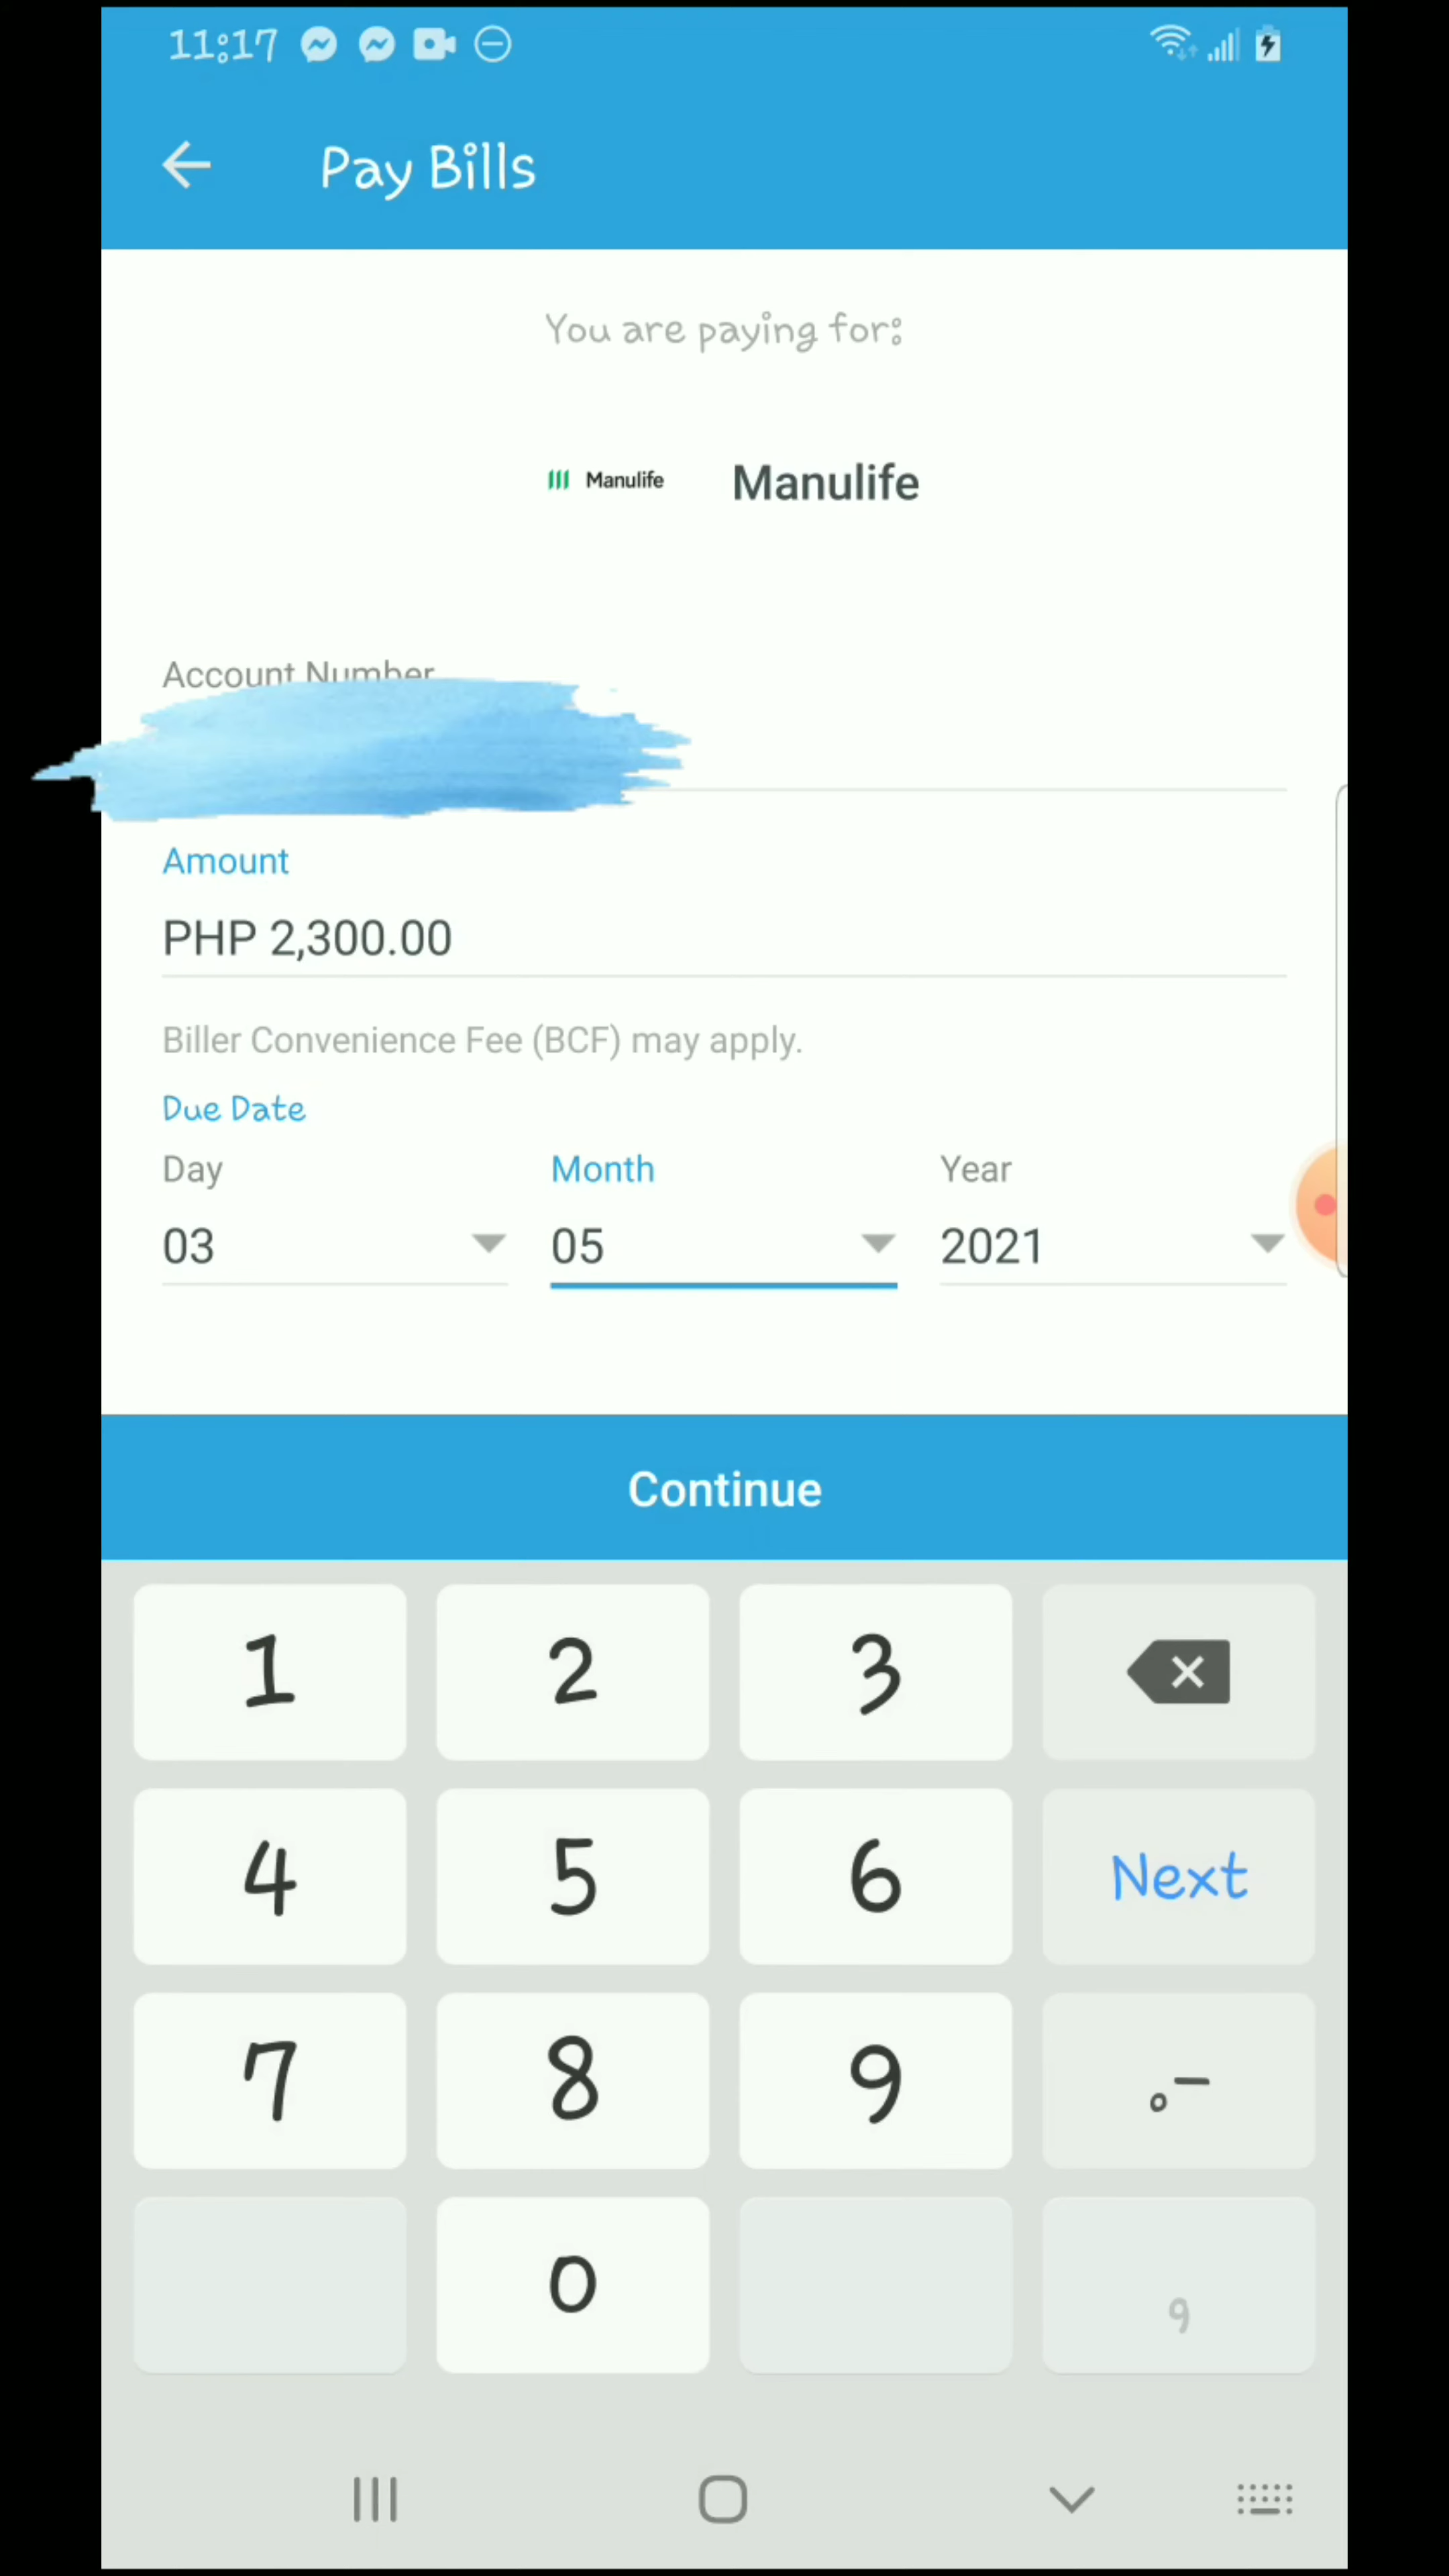 11:17
Pay Bills
You are paying for:
Manulife Manulife
Account Number
Amount
PHP 2,300.00
Biller Convenience Fee (BCF) may apply.
Due Date
Day Month Year
03 05 2021
Continue
1 2 3
4 5 6 Next
7 8 9 .-
0 ,